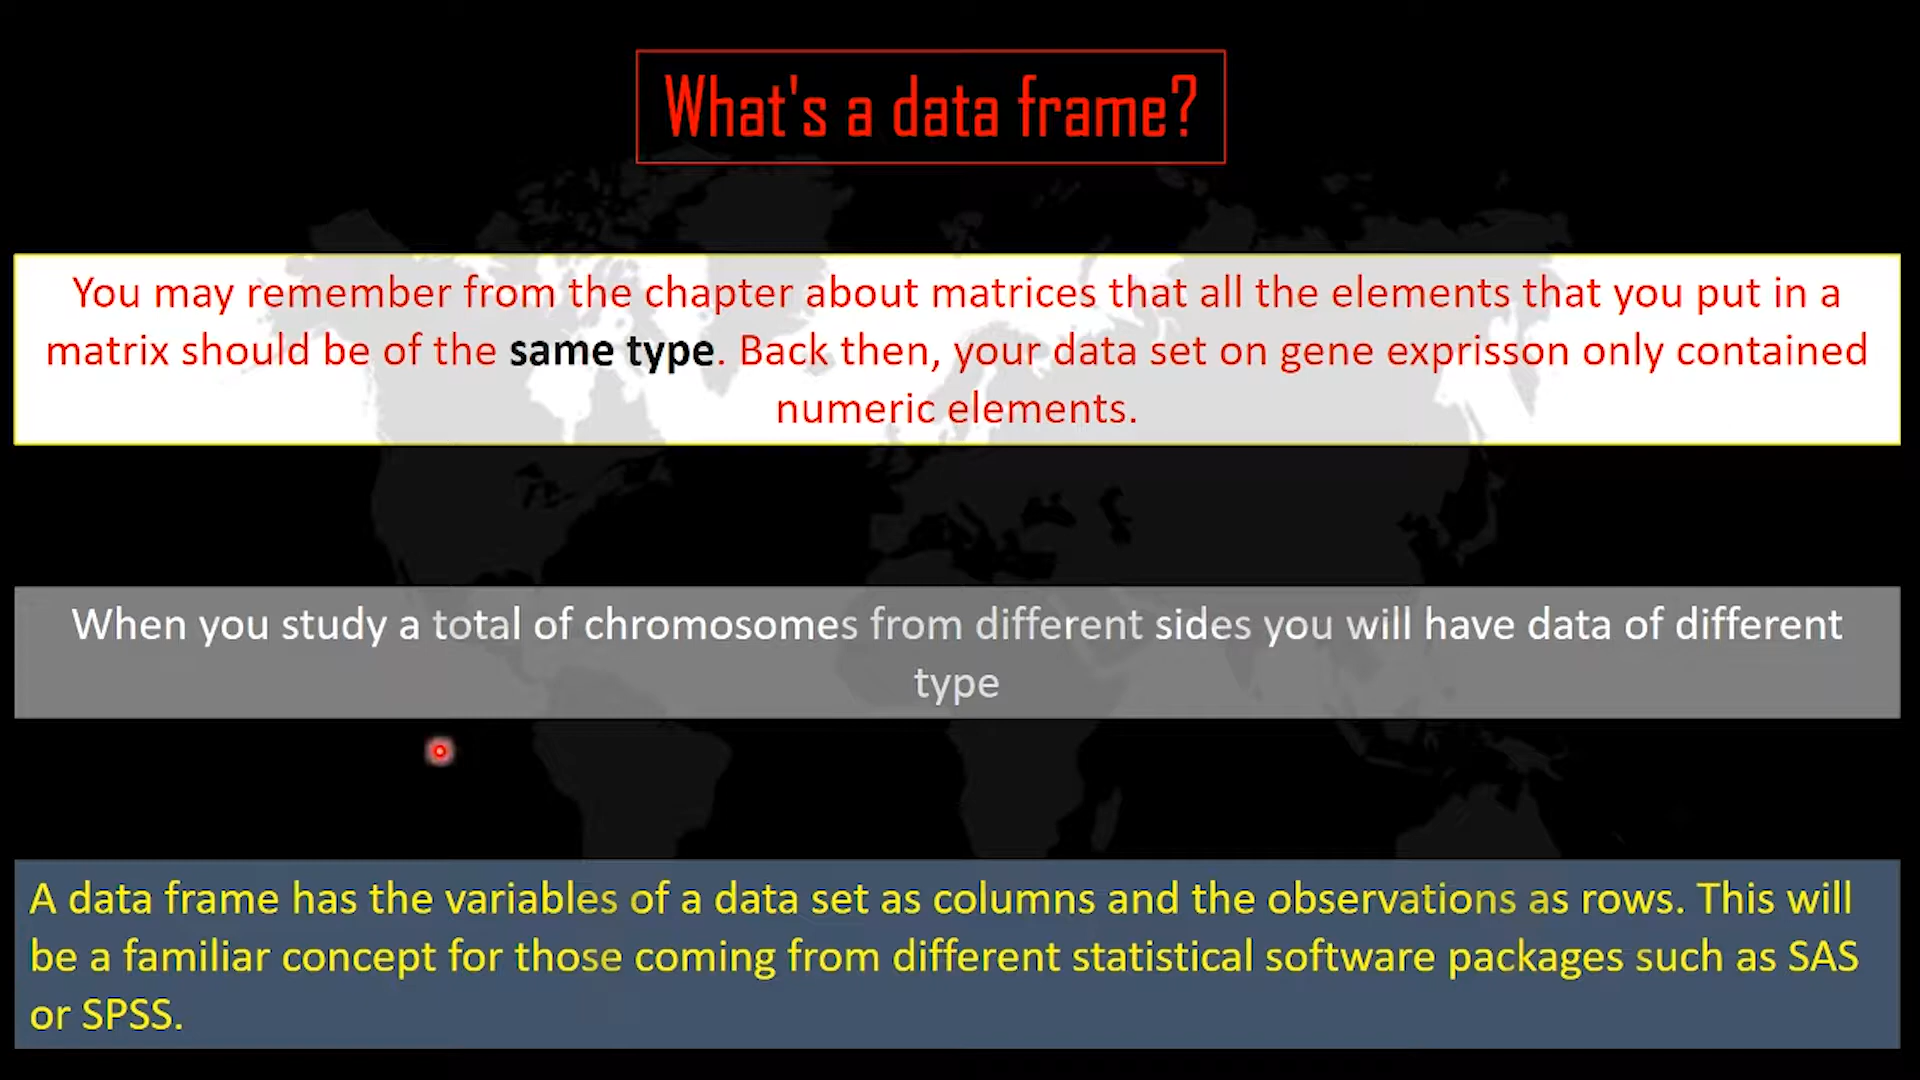 What's a data frame?
You may remember from the chapter about matrices that all the elements that you put in a
matrix should be of the same type. Back then, your data set on gene exprisson only contained
numeric elements.
When you study a total of chromosomes from different sides you will have data of different
type
A data frame has the variables of a data set as columns and the observations as rows. This will
be a familiar concept for those coming from different statistical software packages such as SAS
or SPSS.